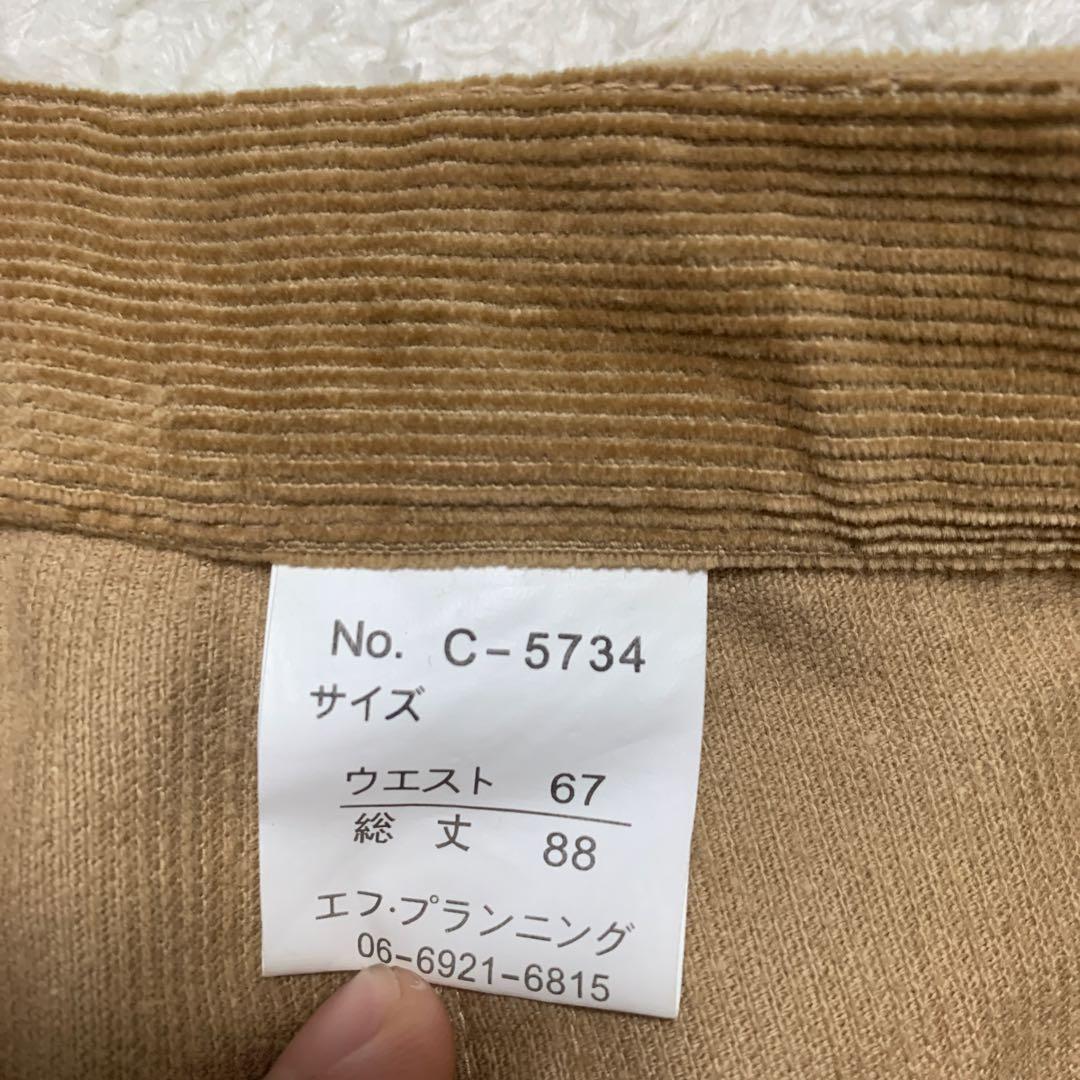 No. C-5734
サイズ
ウエスト 67
総 丈 88
エフ・プランニング
06-6921-6815